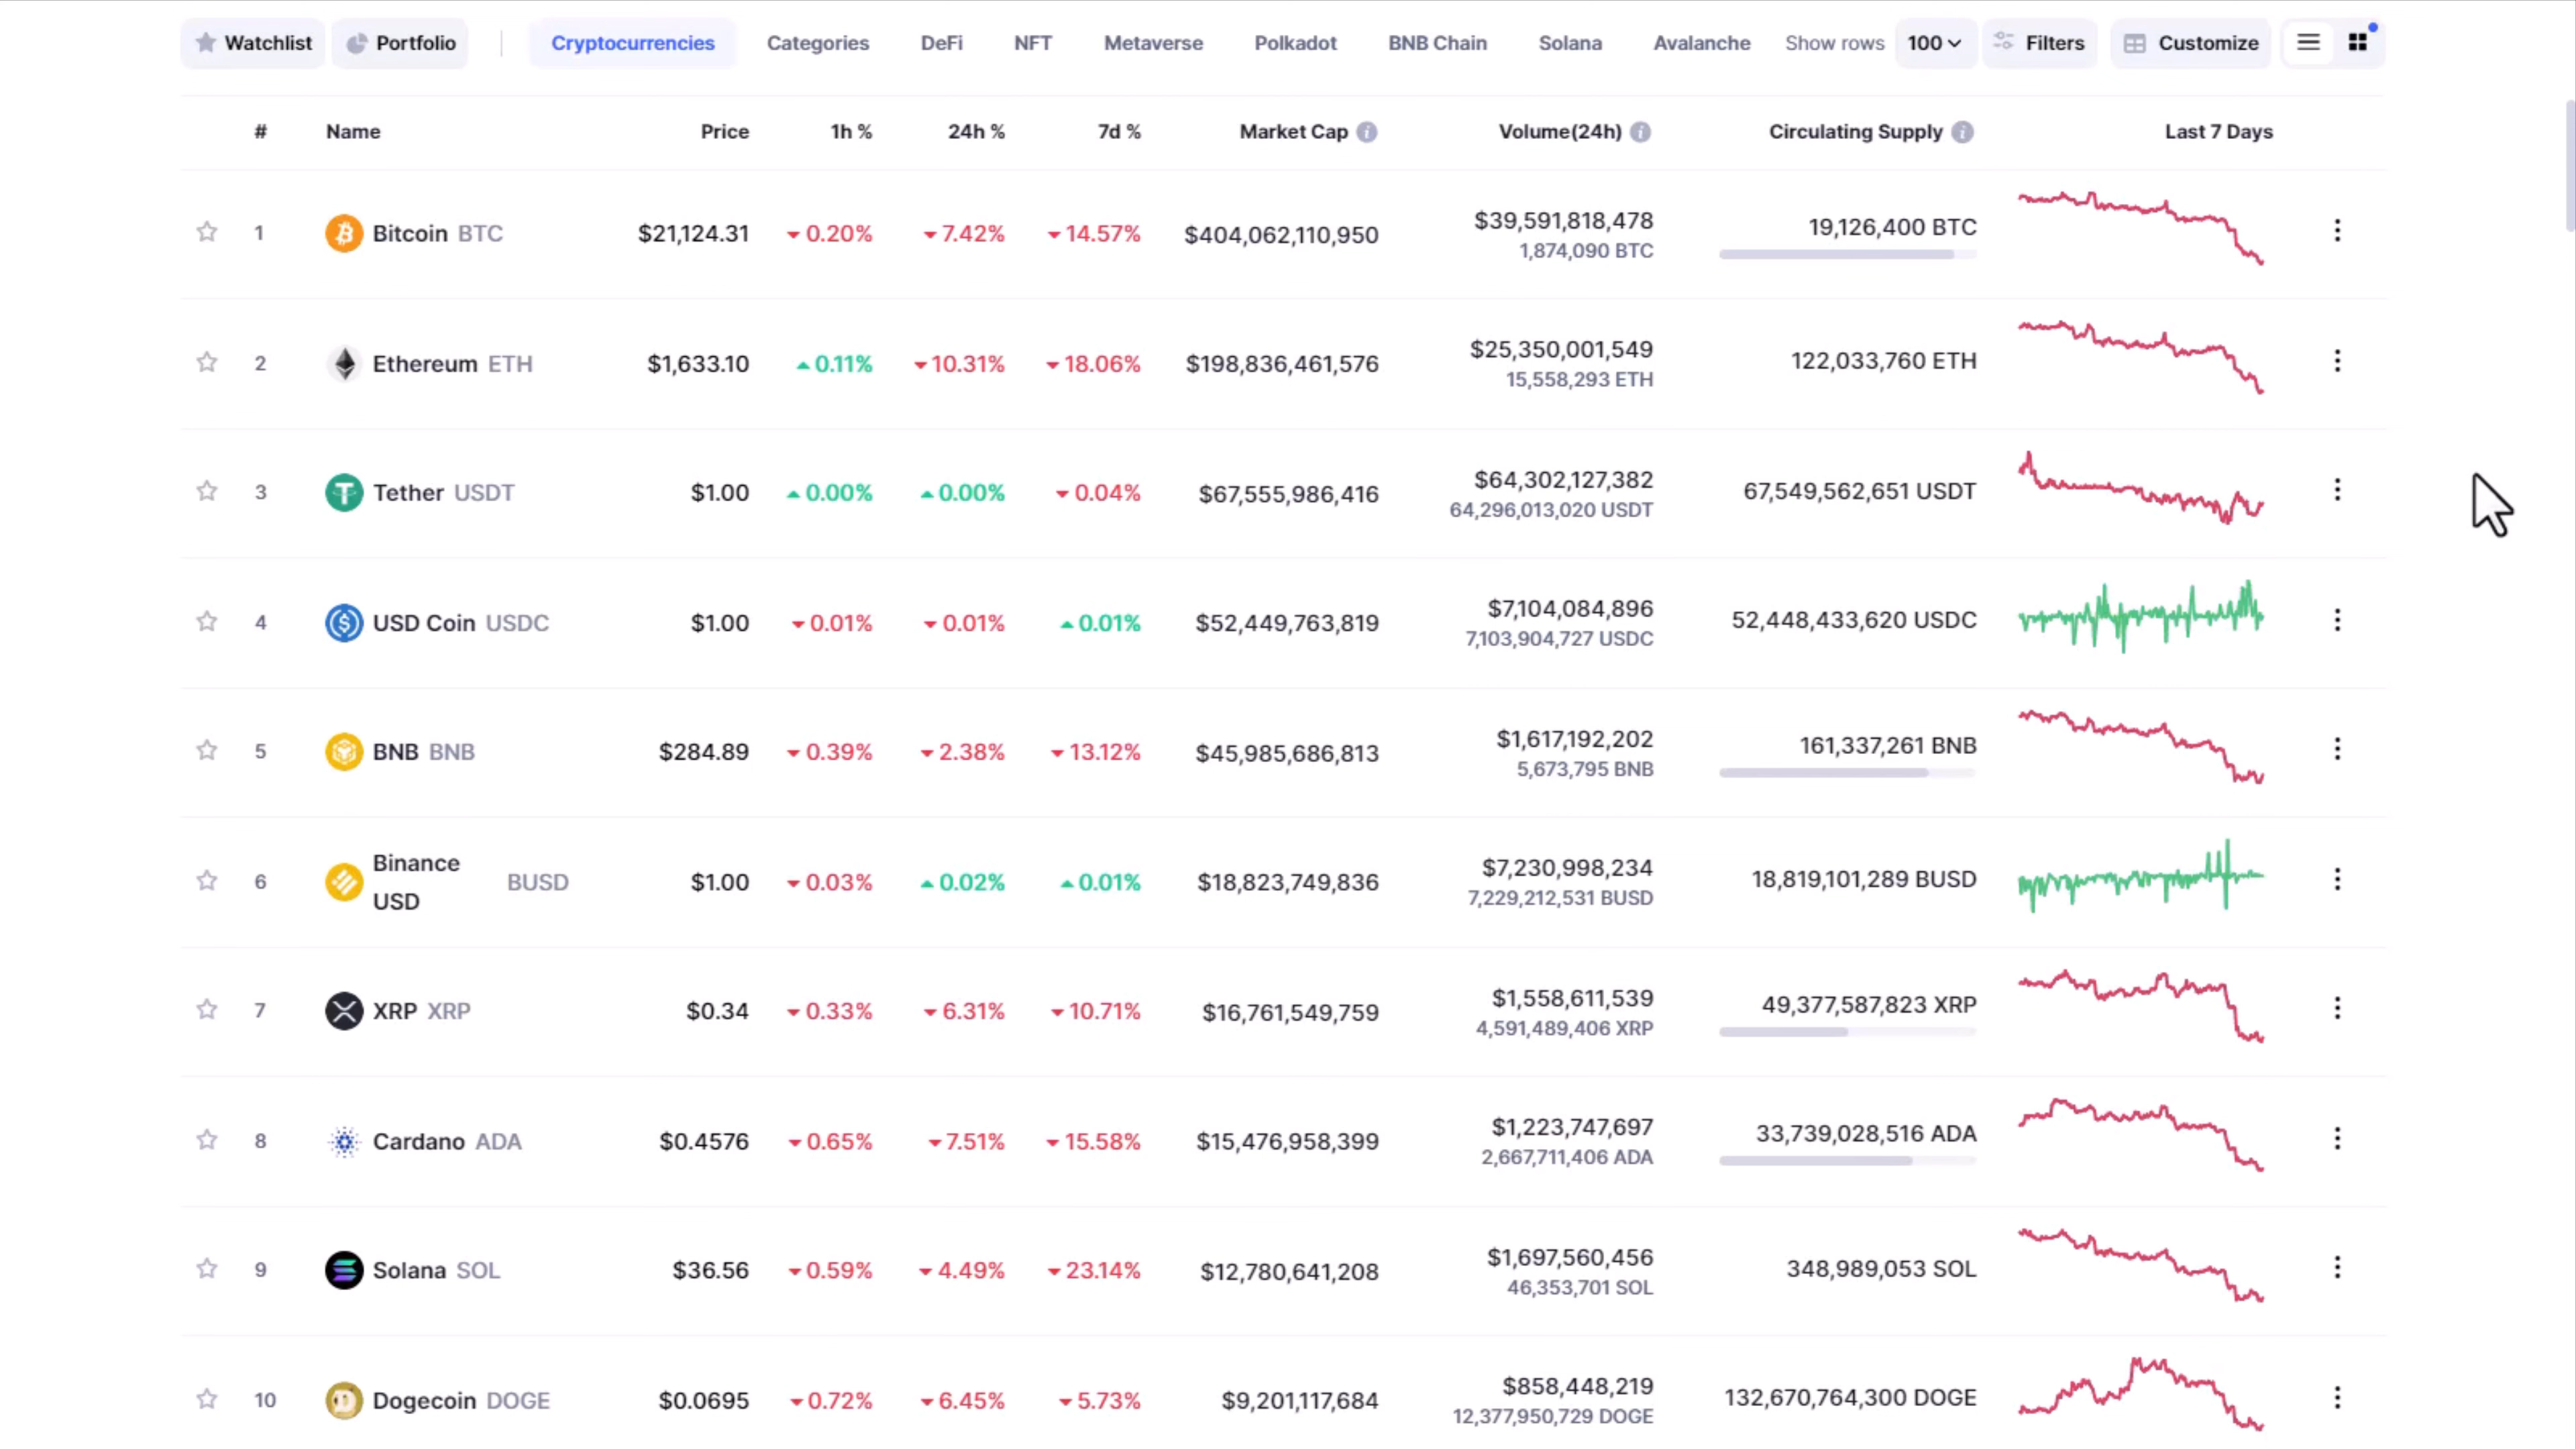 Watchlist Portfolio Cryptocurrencies Categories DeFi NFT Metaverse Polkadot BNB Chain Solana Avalanche Show rows 100 Filters Customize
# Name Price 1h % 24h % 7d % Market Cap Volume(24h) Circulating Supply Last 7 Days
1 Bitcoin BTC $21,124.31 0.20% 7.42% 14.57% $404,062,110,950 $39,591,818,478 19,126,400 BTC
1,874,090 BTC
2 Ethereum ETH $1,633.10 0.11% 10.31% 18.06% $198,836,461,576 $25,350,001,549 122,033,760 ETH
15,558,293 ETH
3 Tether USDT $1.00 0.00% 0.00% 0.04% $67,555,986,416 $64,302,127,382 67,549,562,651 USDT
64,296,013,020 USDT
4 USD Coin USDC $1.00 0.01% 0.01% 0.01% $52,449,763,819 $7,104,084,896 52,448,433,620 USDC
7,103,904,727 USDC
5 BNB BNB $284.89 0.39% 2.38% 13.12% $45,985,686,813 $1,617,192,202 161,337,261 BNB
5,673,795 BNB
6 Binance USD BUSD $1.00 0.03% 0.02% 0.01% $18,823,749,836 $7,230,998,234 18,819,101,289 BUSD
7,229,212,531 BUSD
7 XRP XRP $0.34 0.33% 6.31% 10.71% $16,761,549,759 $1,558,611,539 49,377,587,823 XRP
4,591,489,406 XRP
8 Cardano ADA $0.4576 0.65% 7.51% 15.58% $15,476,958,399 $1,223,747,697 33,739,028,516 ADA
2,667,711,406 ADA
9 Solana SOL $36.56 0.59% 4.49% 23.14% $12,780,641,208 $1,697,560,456 348,989,053 SOL
46,353,701 SOL
10 Dogecoin DOGE $0.0695 0.72% 6.45% 5.73% $9,201,117,684 $858,448,219 132,670,764,300 DOGE
12,377,950,729 DOGE